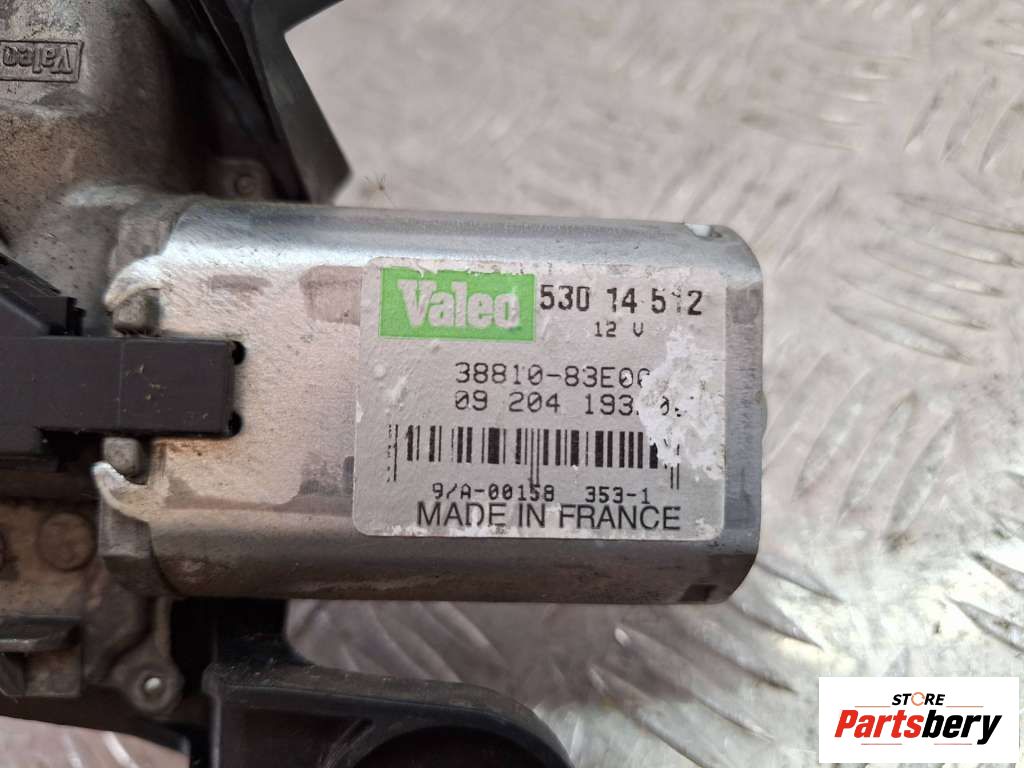 Valeo
Valeo 530 14 512
12 V
38810-83E0
09 204 193
9/A-00158 353-1
MADE IN FRANCE
STORE
Partsbery